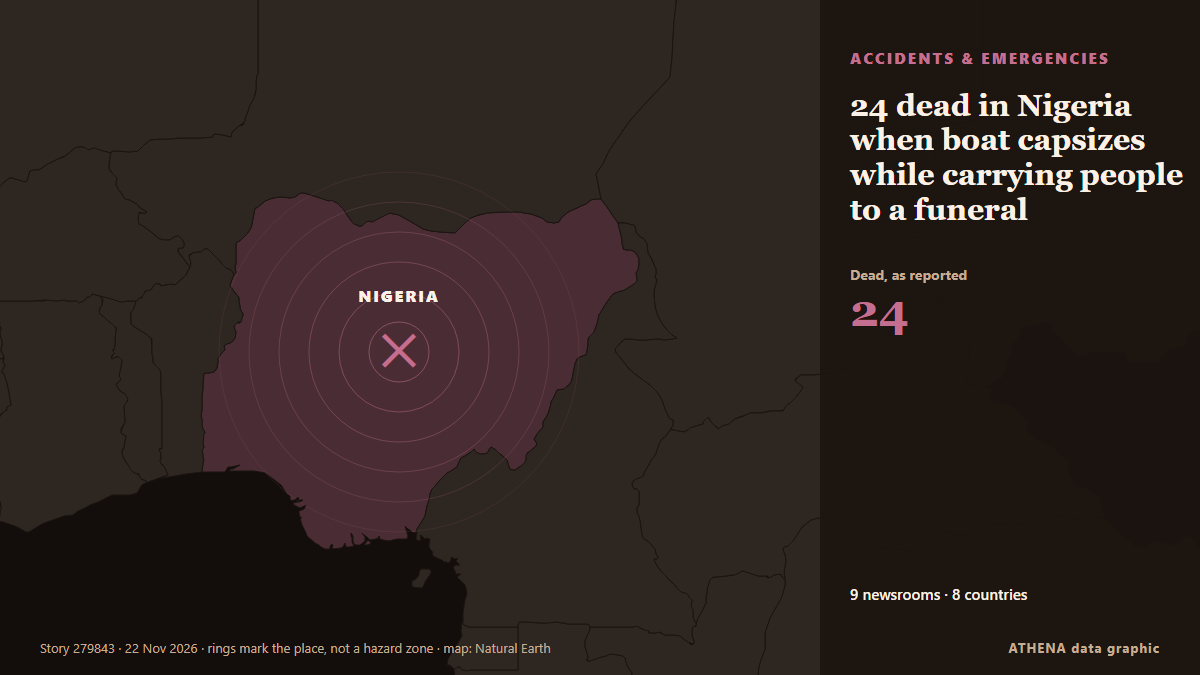 ACCIDENTS & EMERGENCIES
24 dead in Nigeria
when boat capsizes
while carrying people
to a funeral
Dead, as reported
24
NIGERIA
9 newsrooms · 8 countries
Story 279843 · 22 Nov 2026 · rings mark the place, not a hazard zone · map: Natural Earth
ATHENA data graphic